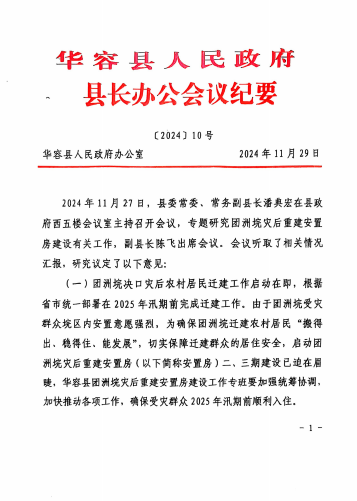 华容县人民政府
县长办公会议纪要
〔2024〕10号
华容县人民政府办公室 2024年11月29日
2024年11月27日，县委常委、常务副县长潘典宏在县政
府西五楼会议室主持召开会议，专题研究团洲垸灾后重建安置
房建设有关工作，副县长陈飞出席会议。会议听取了相关情况
汇报，研究议定了以下意见：
（一）团洲垸决口灾后农村居民迁建工作启动在即，根据
省市统一部署在2025年汛期前完成迁建工作。由于团洲垸受灾
群众垸区内安置意愿强烈，为确保团洲垸迁建农村居民“搬得
出、稳得住、能发展”，切实保障迁建群众的居住安全，启动团
洲垸灾后重建安置房（以下简称安置房）二、三期建设已迫在眉
睫，华容县团洲垸灾后重建安置房建设工作专班要加强统筹协调，
加快推动各项工作，确保受灾群众2025年汛期前顺利入住。
- 1 -